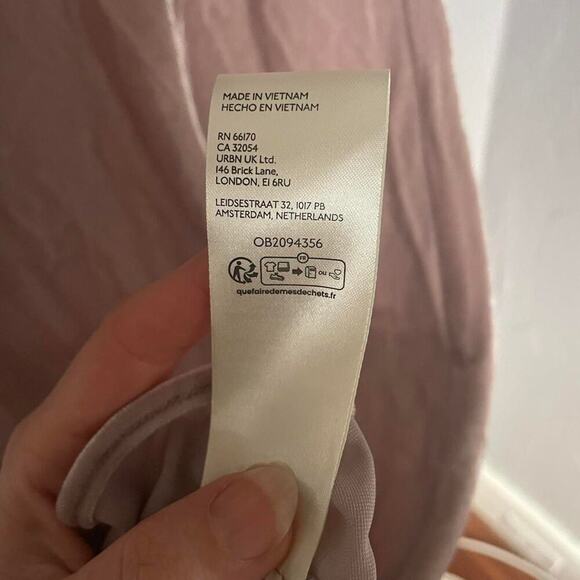 MADE IN VIETNAM
HECHO EN VIETNAM
RN 66170
CA 32054
URBN UK Ltd.
146 Brick Lane,
LONDON, E1 6RU
LEIDSESTRAAT 32, 1017 PB
AMSTERDAM, NETHERLANDS
OB2094356
FR
OU
quefairedemesdechets.fr